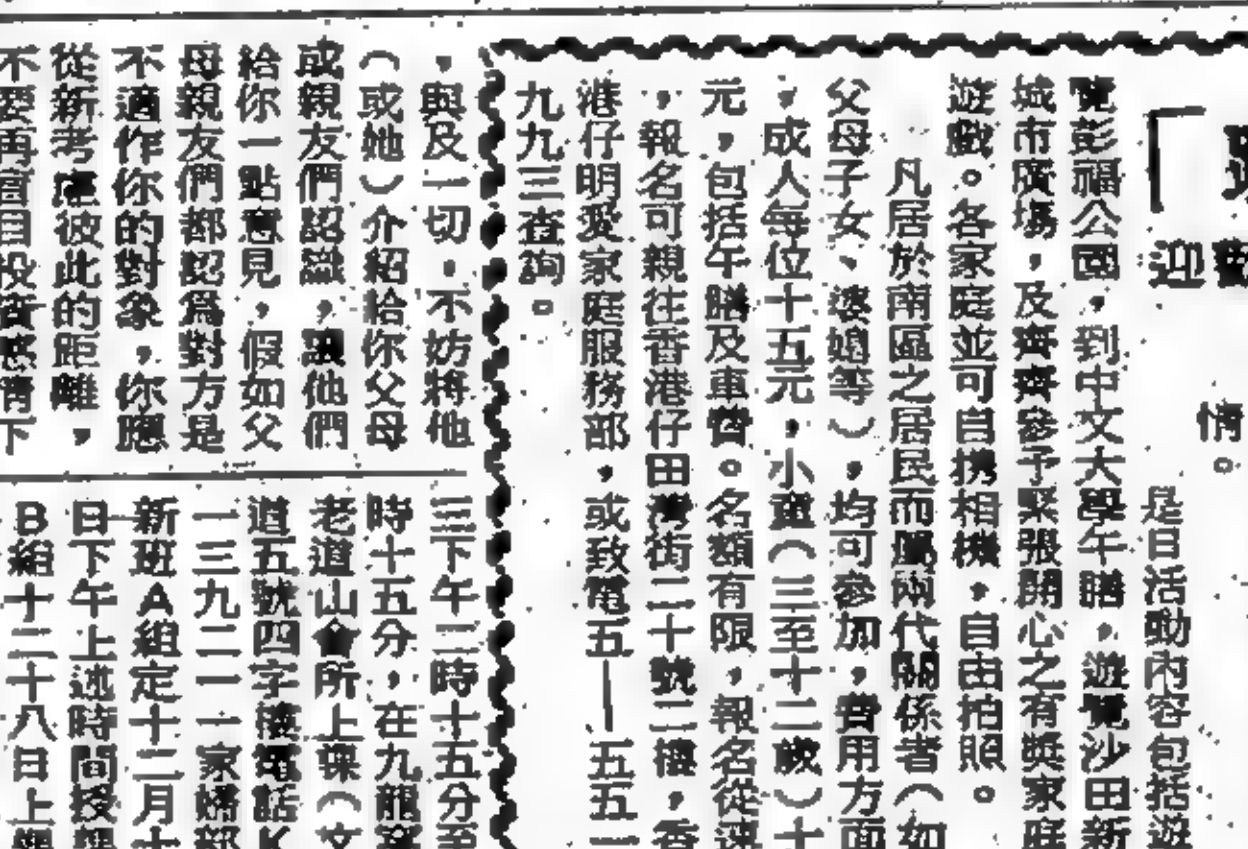 迎
情。
是日活動內容包括遊
覽彭福公園，到中文大學午膳，遊覽沙田新
城市廣場，及齊齊參予緊張開心之有獎家庭
遊戲。各家庭並可自携相機，自由拍照。
凡居於南區之居民而屬兩代關係者（如
父母子女、婆媳等），均可參加，費用方面
，成人每位十五元，小童（三至十二歲）十
元，包括午膳及車費。名額有限，報名從速
，報名可親往香港仔田灣街二十號二樓，香
港仔明愛家庭服務部，或致電五—五五一
九九三查詢。
，與及一切，不妨將他
（或她）介紹給你父母
或親友們認識，讓他們
給你一點意見，假如父
母親友們都認爲對方是
不適作你的對象，你應
從新考慮彼此的距離，
不要再盲目投資感情下
三下午二時十五分至
時十五分，在九龍窩
老道山會所上課（文
道五號四字樓電話K
一三九二一一家婦部
新班A組定十二月十
日下午上述時間授課
B組十二十八日上